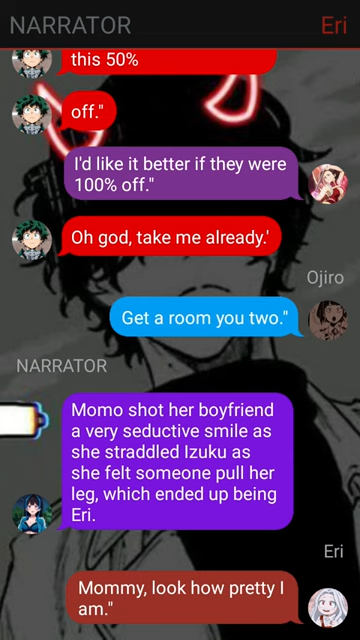 NARRATOR
Eri
this 50%
off."
I'd like it better if they were
100% off."
Oh god, take me already.'
Ojiro
Get a room you two."
NARRATOR
Momo shot her boyfriend
a very seductive smile as
she straddled Izuku as
she felt someone pull her
leg, which ended up being
Eri.
Eri
Mommy, look how pretty I
am."